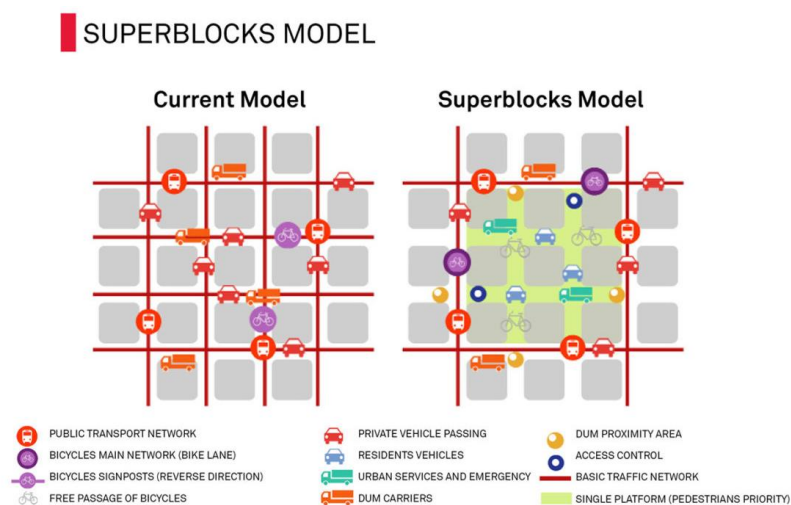 SUPERBLOCKS MODEL
Current Model
Superblocks Model
PUBLIC TRANSPORT NETWORK
BICYCLES MAIN NETWORK (BIKE LANE)
BICYCLES SIGNPOSTS (REVERSE DIRECTION)
FREE PASSAGE OF BICYCLES
PRIVATE VEHICLE PASSING
RESIDENTS VEHICLES
URBAN SERVICES AND EMERGENCY
DUM CARRIERS
DUM PROXIMITY AREA
ACCESS CONTROL
BASIC TRAFFIC NETWORK
SINGLE PLATFORM (PEDESTRIANS PRIORITY)